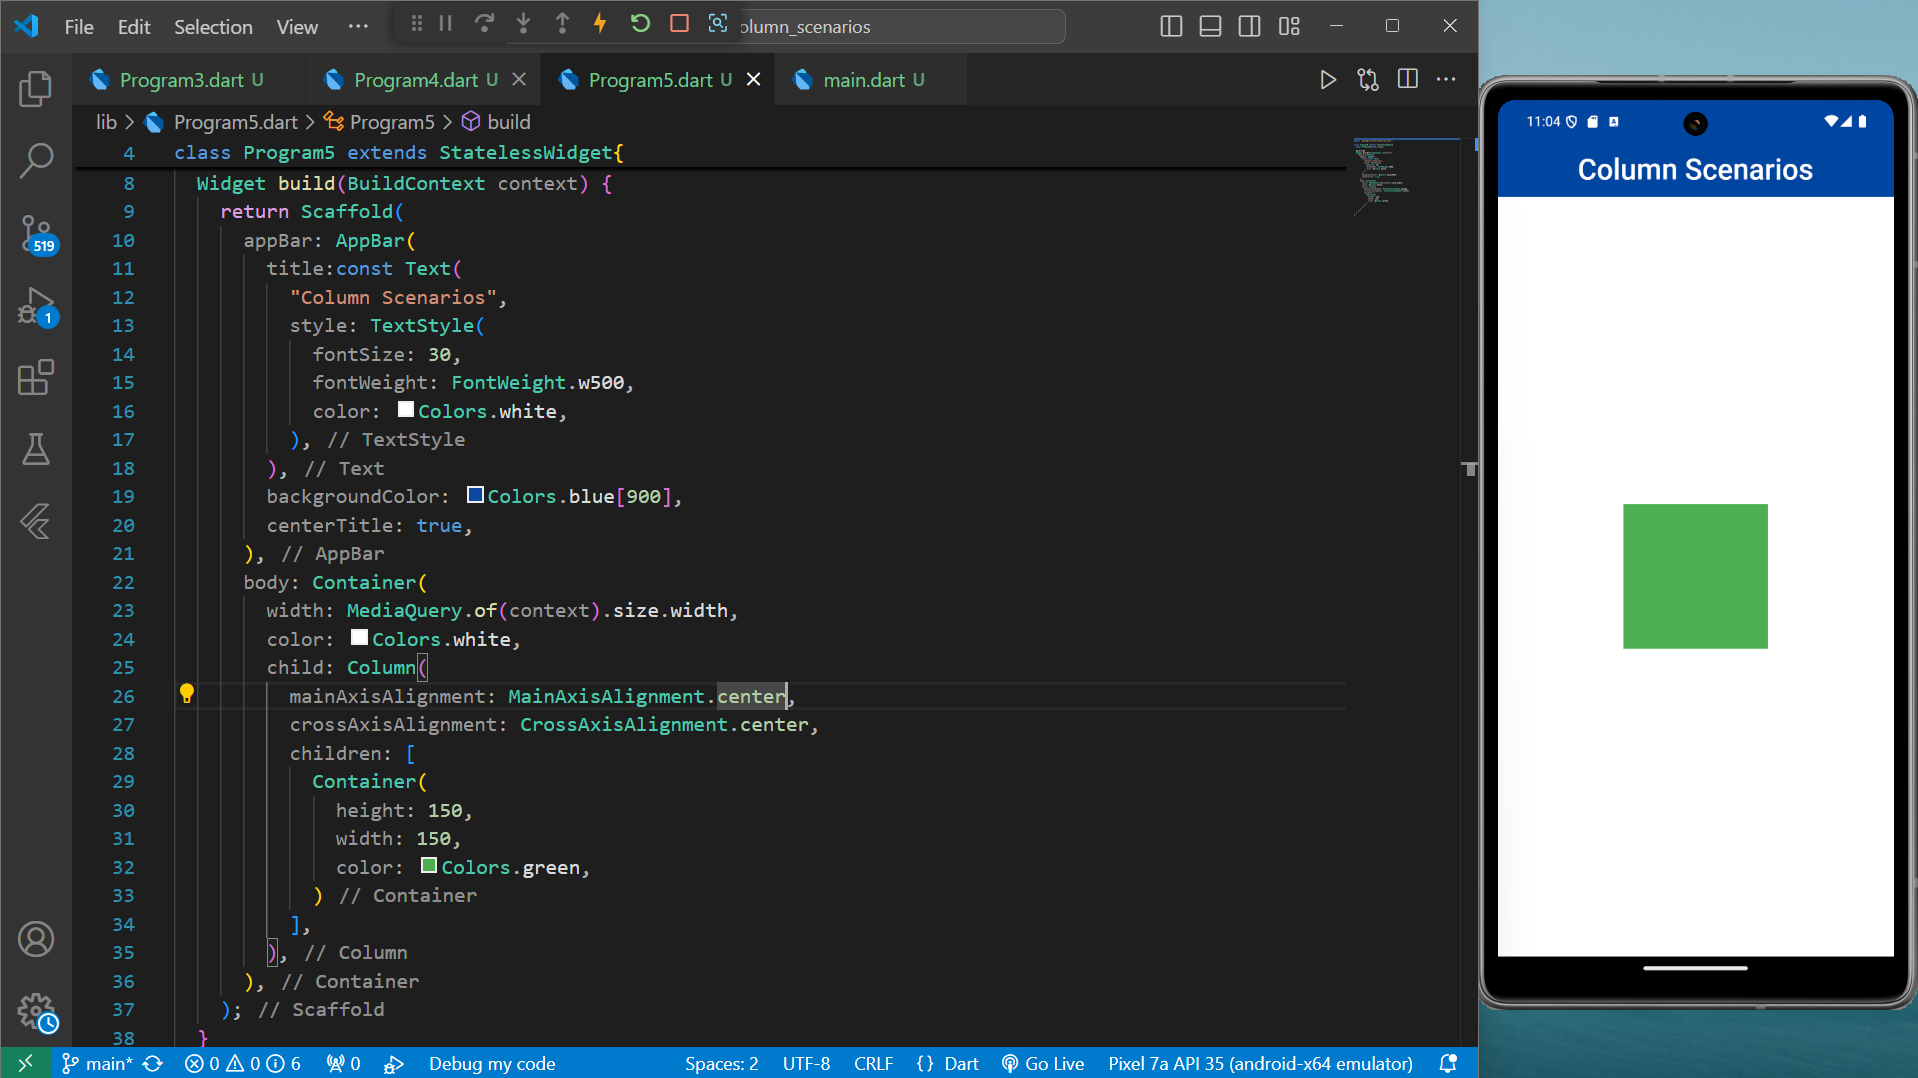 File Edit Selection View ··· olumn_scenarios
Program3.dart U Program4.dart U Program5.dart U main.dart U
lib > Program5.dart > Program5 > build
4 class Program5 extends StatelessWidget{
8 Widget build(BuildContext context) {
9 return Scaffold(
10 appBar: AppBar(
11 title:const Text(
12 "Column Scenarios",
13 style: TextStyle(
14 fontSize: 30,
15 fontWeight: FontWeight.w500,
16 color: Colors.white,
17 ), // TextStyle
18 ), // Text
19 backgroundColor: Colors.blue[900],
20 centerTitle: true,
21 ), // AppBar
22 body: Container(
23 width: MediaQuery.of(context).size.width,
24 color: Colors.white,
25 child: Column(
26 mainAxisAlignment: MainAxisAlignment.center,
27 crossAxisAlignment: CrossAxisAlignment.center,
28 children: [
29 Container(
30 height: 150,
31 width: 150,
32 color: Colors.green,
33 ) // Container
34 ],
35 ), // Column
36 ), // Container
37 ); // Scaffold
38 }
519
1
main* 0 0 6 0 Debug my code Spaces: 2 UTF-8 CRLF {} Dart Go Live Pixel 7a API 35 (android-x64 emulator)
11:04
Column Scenarios